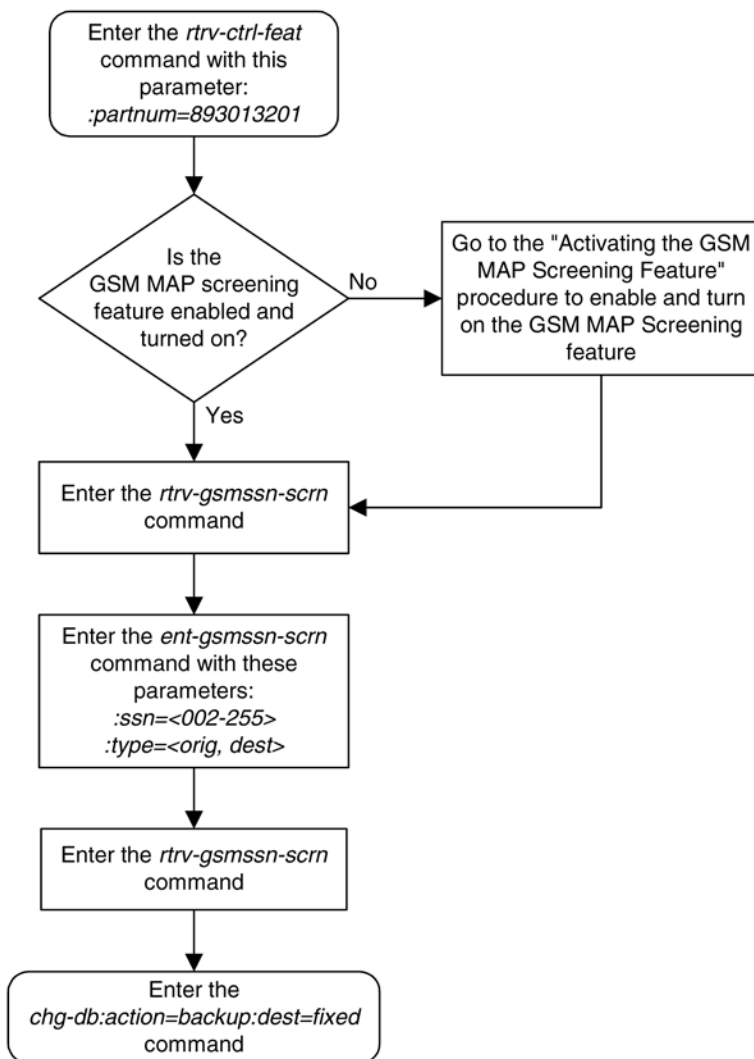 Enter the rtrv-ctrl-feat
command with this
parameter:
:partnum=893013201
Is the
GSM MAP screening
feature enabled and
turned on?
No
Go to the "Activating the GSM
MAP Screening Feature"
procedure to enable and turn
on the GSM MAP Screening
feature
Yes
Enter the rtrv-gsmssn-scrn
command
Enter the ent-gsmssn-scrn
command with these
parameters:
:ssn=<002-255>
:type=<orig, dest>
Enter the rtrv-gsmssn-scrn
command
Enter the
chg-db:action=backup:dest=fixed
command